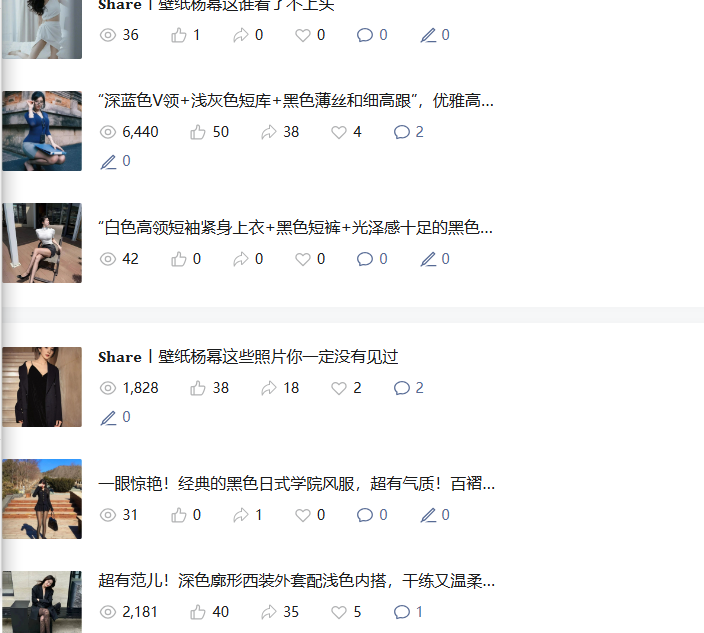 Share丨壁纸杨幂这谁看了不上头
36 1 0 0 0 0
“深蓝色V领+浅灰色短库+黑色薄丝和细高跟”，优雅高...
6,440 50 38 4 2
0
“白色高领短袖紧身上衣+黑色短裤+光泽感十足的黑色...
42 0 0 0 0 0
Share丨壁纸杨幂这些照片你一定没有见过
1,828 38 18 2 2
0
一眼惊艳！经典的黑色日式学院风服，超有气质！百褶...
31 0 1 0 0 0
超有范儿！深色廓形西装外套配浅色内搭，干练又温柔...
2,181 40 35 5 1